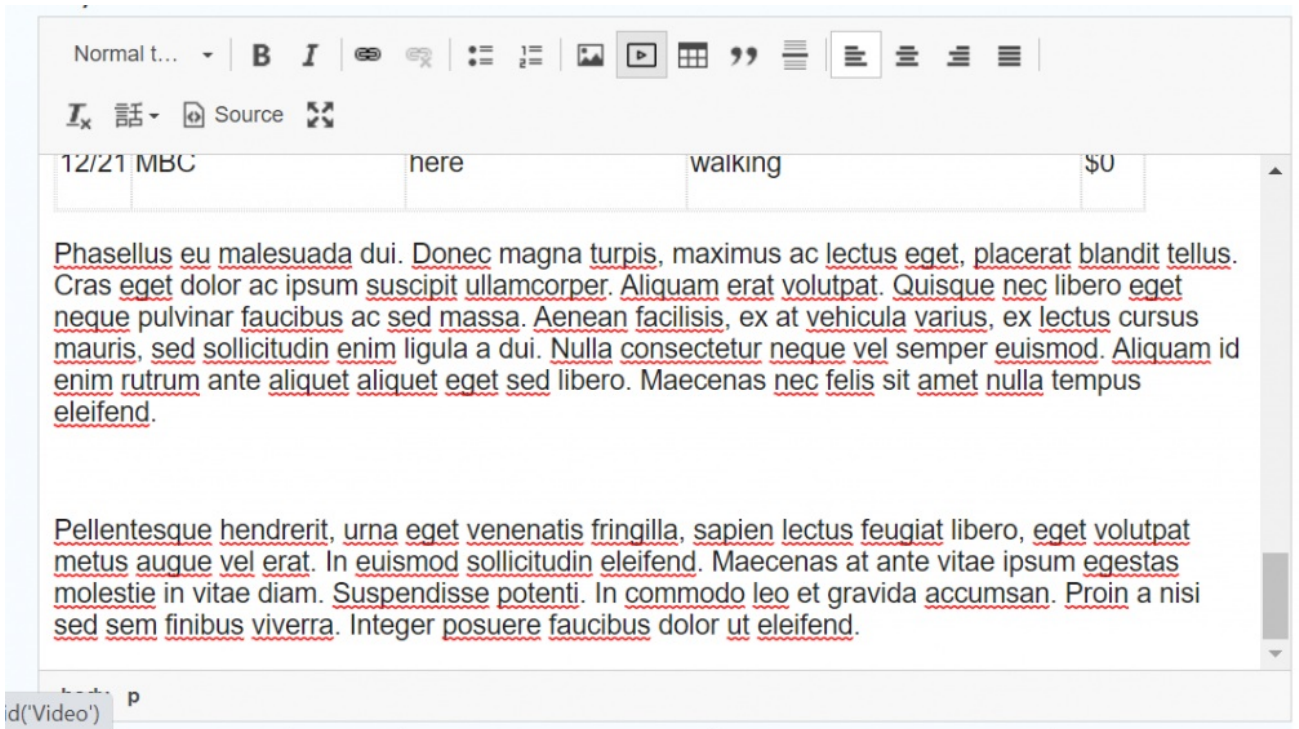 Normal t...
話 Source
12/21 MBC here walking $0
Phasellus eu malesuada dui. Donec magna turpis, maximus ac lectus eget, placerat blandit tellus.
Cras eget dolor ac ipsum suscipit ullamcorper. Aliquam erat volutpat. Quisque nec libero eget
neque pulvinar faucibus ac sed massa. Aenean facilisis, ex at vehicula varius, ex lectus cursus
mauris, sed sollicitudin enim ligula a dui. Nulla consectetur neque vel semper euismod. Aliquam id
enim rutrum ante aliquet aliquet eget sed libero. Maecenas nec felis sit amet nulla tempus
eleifend.
Pellentesque hendrerit, urna eget venenatis fringilla, sapien lectus feugiat libero, eget volutpat
metus augue vel erat. In euismod sollicitudin eleifend. Maecenas at ante vitae ipsum egestas
molestie in vitae diam. Suspendisse potenti. In commodo leo et gravida accumsan. Proin a nisi
sed sem finibus viverra. Integer posuere faucibus dolor ut eleifend.
p
id('Video')